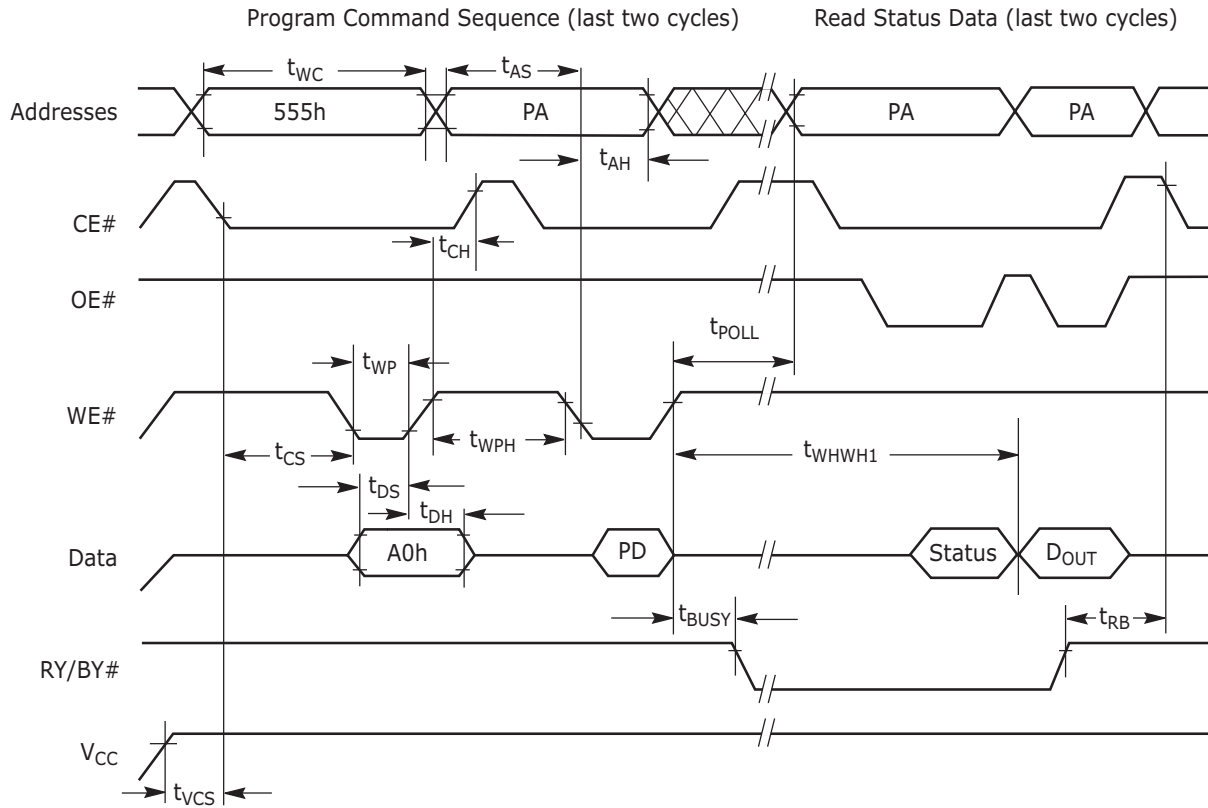 Program Command Sequence (last two cycles)
Read Status Data (last two cycles)
tWC
tAS
Addresses
555h
PA
PA
PA
tAH
CE#
tCH
OE#
tPOLL
tWP
WE#
tWPH
tWHWH1
tCS
tDS
tDH
Data
A0h
PD
Status
DOUT
tBUSY
tRB
RY/BY#
VCC
tVCS